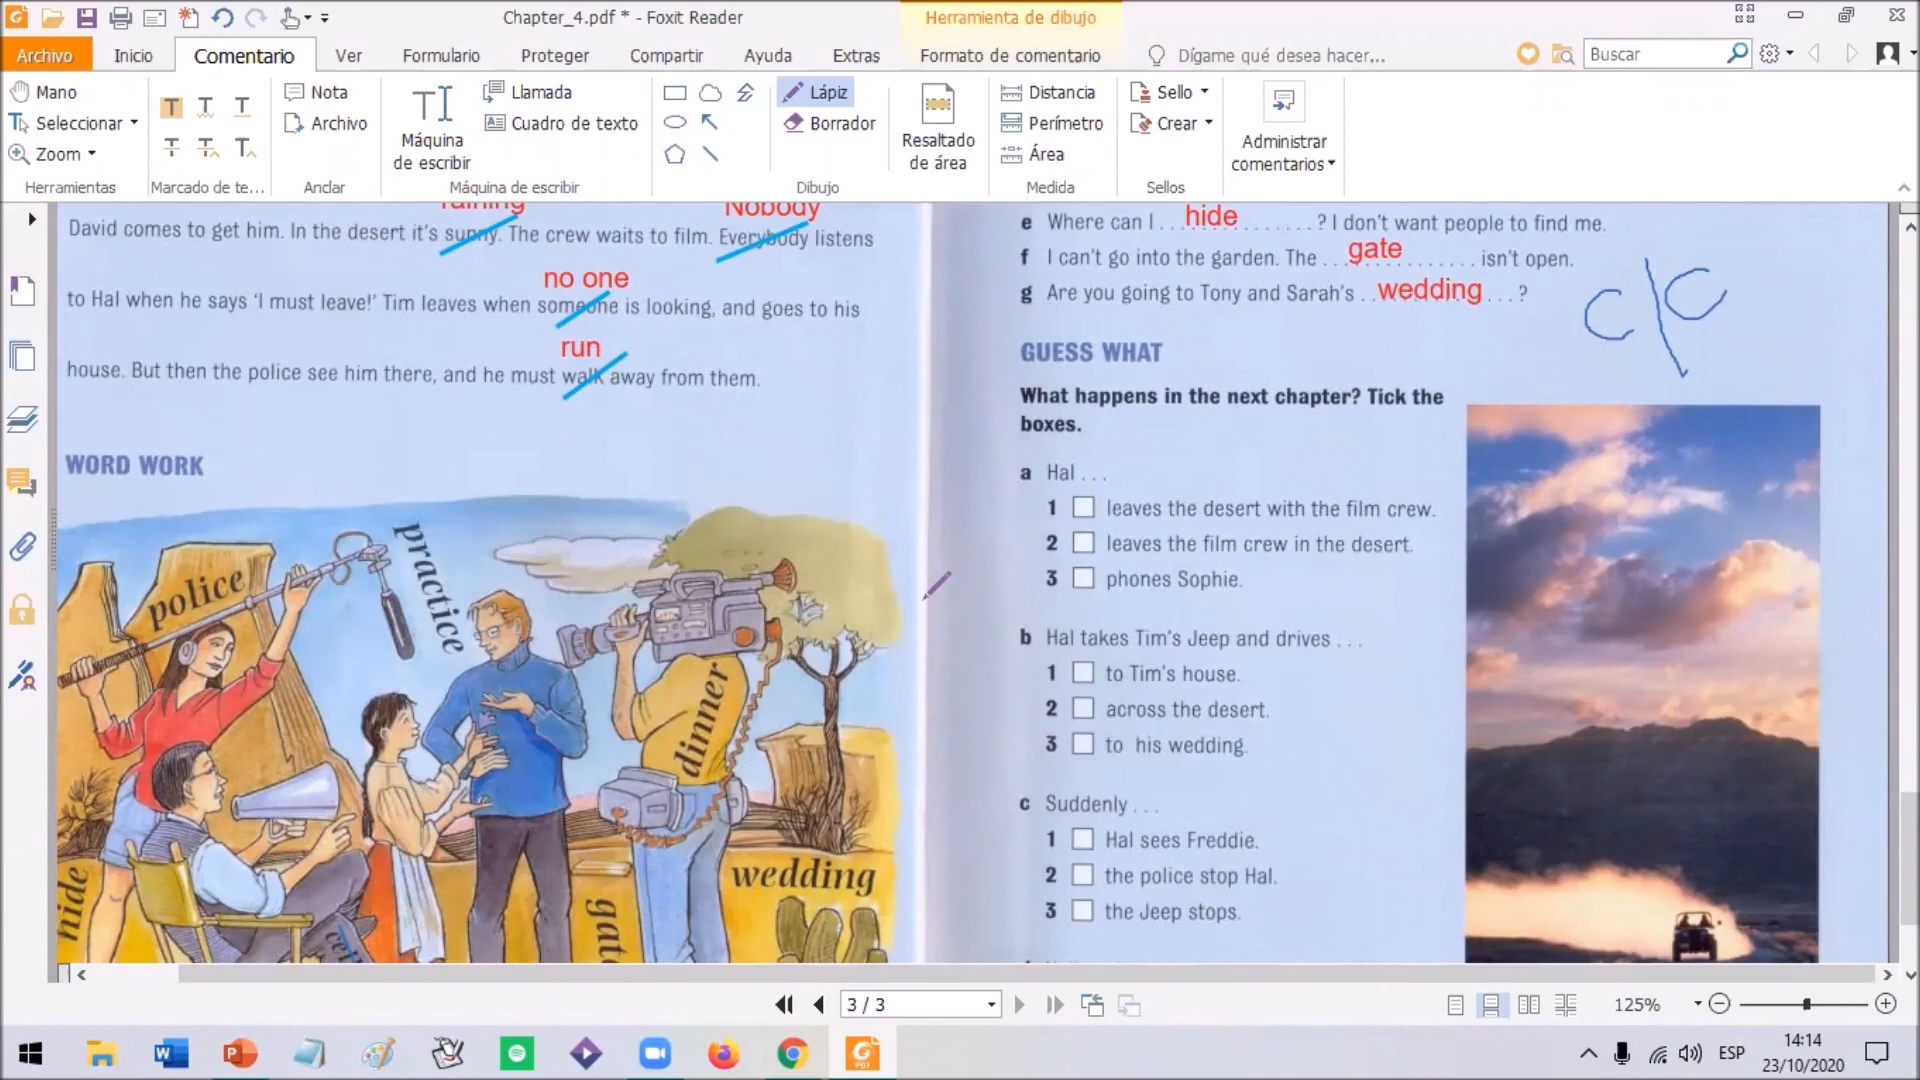 Chapter_4.pdf * - Foxit Reader
Herramienta de dibujo
Archivo
Inicio
Comentario
Ver
Formulario
Proteger
Compartir
Ayuda
Extras
Formato de comentario
Dígame qué desea hacer...
Buscar
Mano
Seleccionar
Zoom
Herramientas
Marcado de te...
Nota
Archivo
Anclar
Máquina
de escribir
Llamada
Cuadro de texto
Máquina de escribir
Lápiz
Borrador
Dibujo
Resaltado
de área
Distancia
Perímetro
Área
Medida
Sello
Crear
Sellos
Administrar
comentarios
raining
Nobody
David comes to get him. In the desert it's sunny. The crew waits to film. Everybody listens
no one
to Hal when he says 'I must leave!' Tim leaves when someone is looking, and goes to his
run
house. But then the police see him there, and he must walk away from them.
WORD WORK
police
practice
dinner
wedding
hide
e Where can I . . hide . . . . . . . ? I don't want people to find me.
f I can't go into the garden. The . . . gate . . . . . . . isn't open.
g Are you going to Tony and Sarah's . . wedding . . . ?
c/c
GUESS WHAT
What happens in the next chapter? Tick the
boxes.
a Hal . . .
1 leaves the desert with the film crew.
2 leaves the film crew in the desert.
3 phones Sophie.
b Hal takes Tim's Jeep and drives . . .
1 to Tim's house.
2 across the desert.
3 to his wedding.
c Suddenly . . .
1 Hal sees Freddie.
2 the police stop Hal.
3 the Jeep stops.
3 / 3
125%
ESP
14:14
23/10/2020